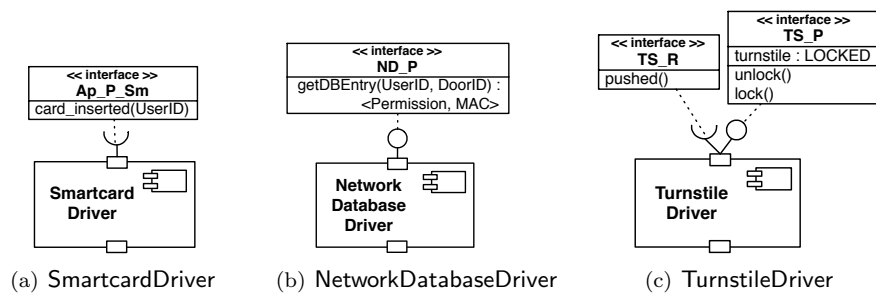 << interface >>
Ap_P_Sm
card_inserted(UserID)
Smartcard
Driver
(a) SmartcardDriver
<< interface >>
ND_P
getDBEntry(UserID, DoorID) :
<Permission, MAC>
Network
Database
Driver
(b) NetworkDatabaseDriver
<< interface >>
TS_R
pushed()
<< interface >>
TS_P
turnstile : LOCKED
unlock()
lock()
Turnstile
Driver
(c) TurnstileDriver